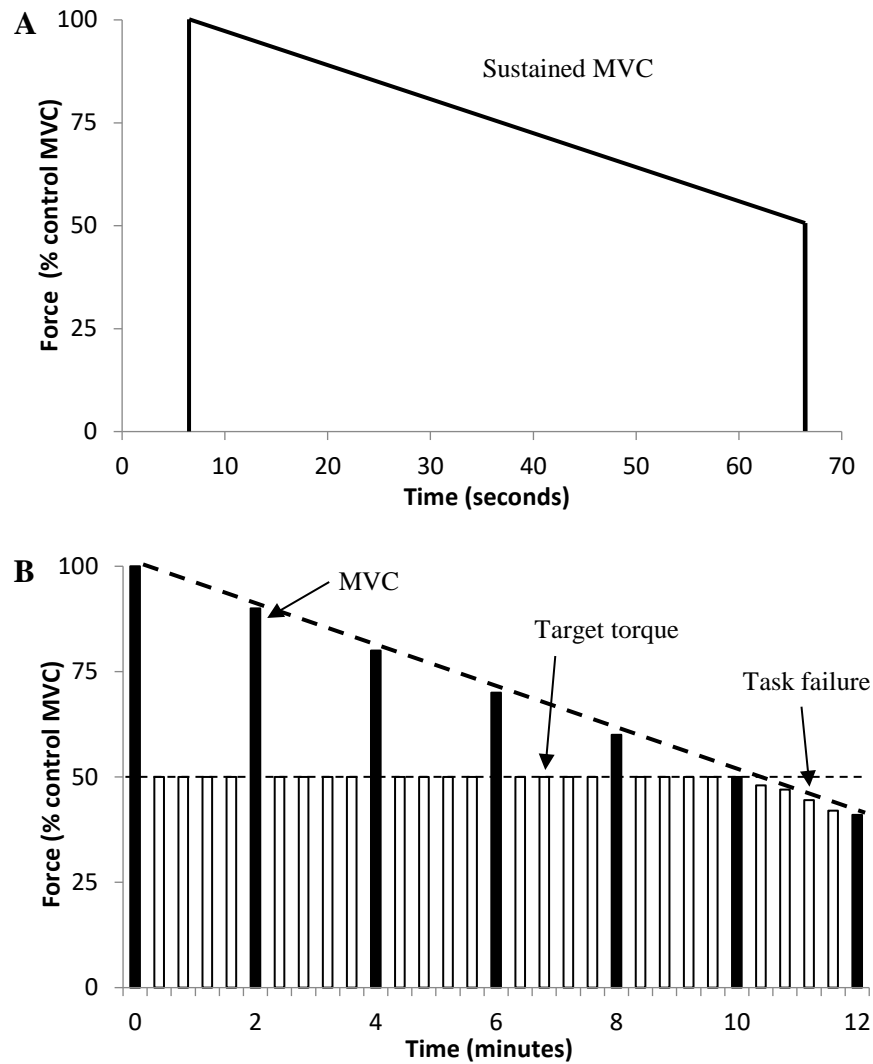 A
100
75
50
25
0
Force (% control MVC)
Sustained MVC
0 10 20 30 40 50 60 70
Time (seconds)
B
100
75
50
25
0
Force (% control MVC)
MVC
Target torque
Task failure
0 2 4 6 8 10 12
Time (minutes)